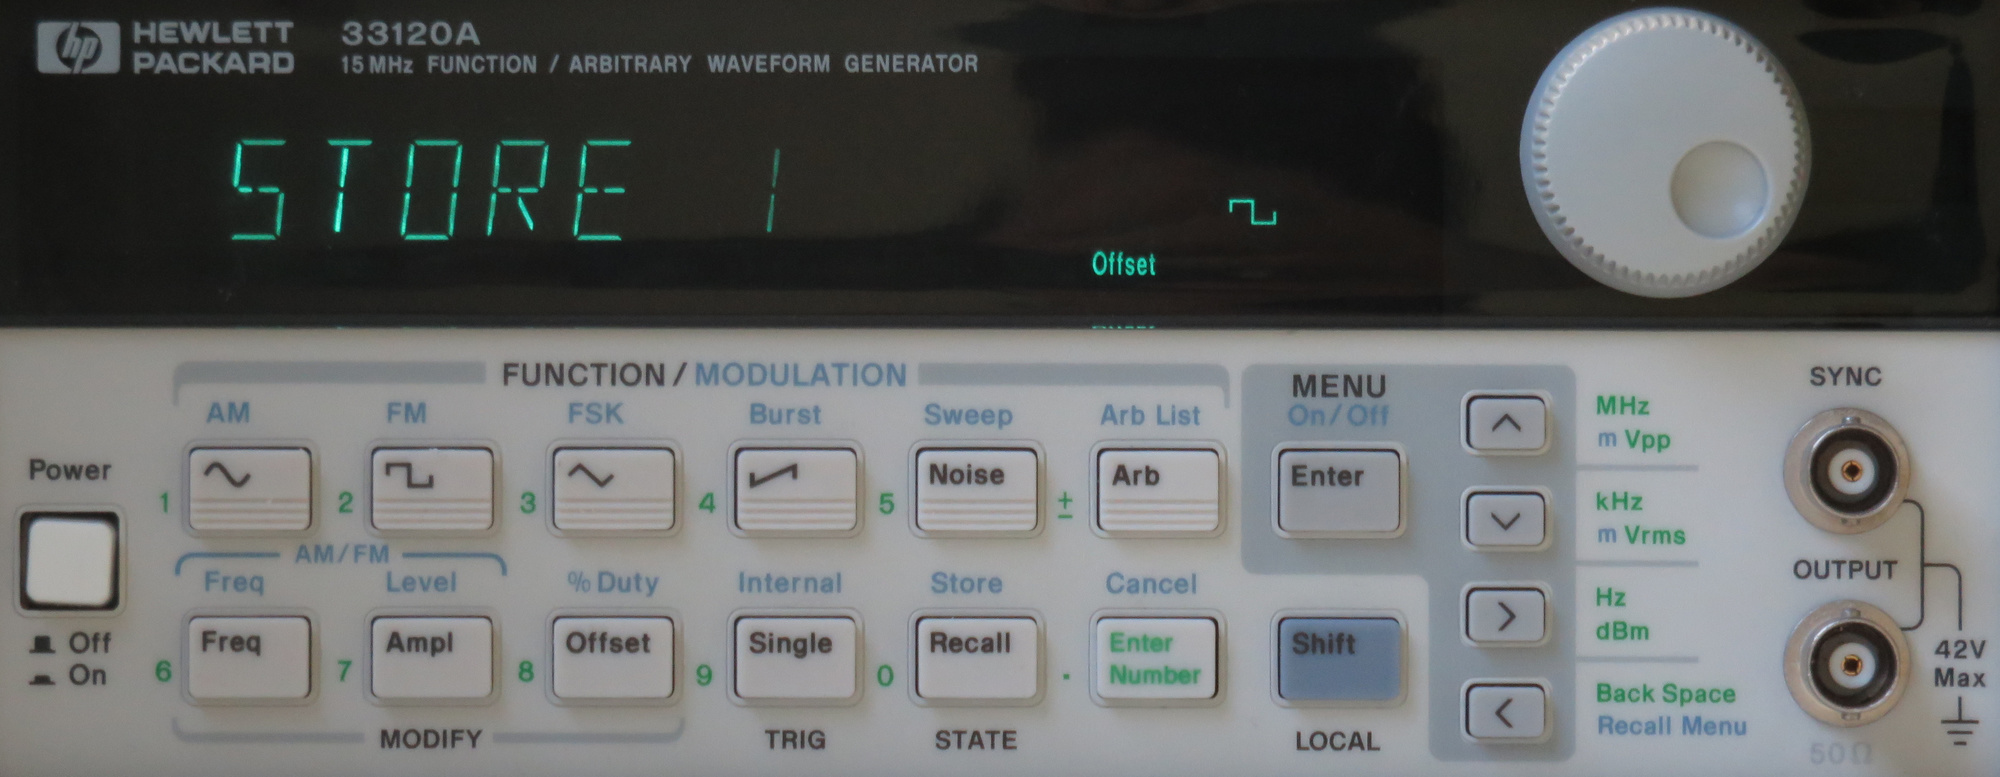 hp HEWLETT PACKARD
33120A
15 MHz FUNCTION / ARBITRARY WAVEFORM GENERATOR
STORE 1
Offset
FUNCTION / MODULATION
AM FM FSK Burst Sweep Arb List
1 2 3 4 5 Noise ± Arb
AM/FM
Freq Level % Duty Internal Store Cancel
6 Freq 7 Ampl 8 Offset 9 Single 0 Recall . Enter Number
MODIFY TRIG STATE
Power
Off
On
MENU
On/Off
Enter
Shift
LOCAL
MHz
m Vpp
kHz
m Vrms
Hz
dBm
Back Space
Recall Menu
SYNC
OUTPUT
42V
Max
50Ω